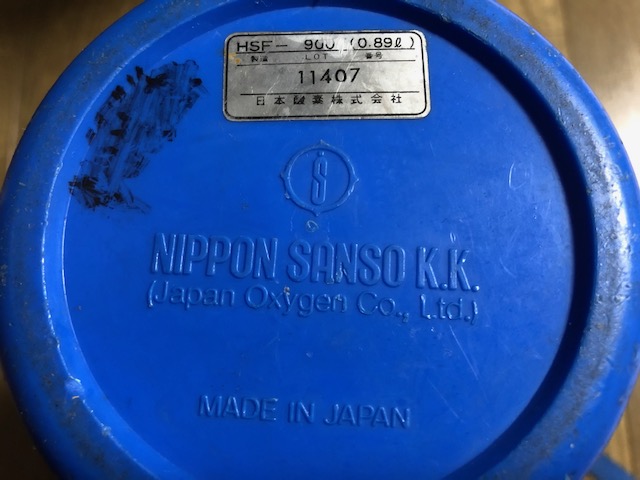 HSF- 900 (0.89ℓ)
製造 LOT 番号
11407
日本酸素株式会社
S
NIPPON SANSO K.K.
(Japan Oxygen Co., Ltd.)
MADE IN JAPAN